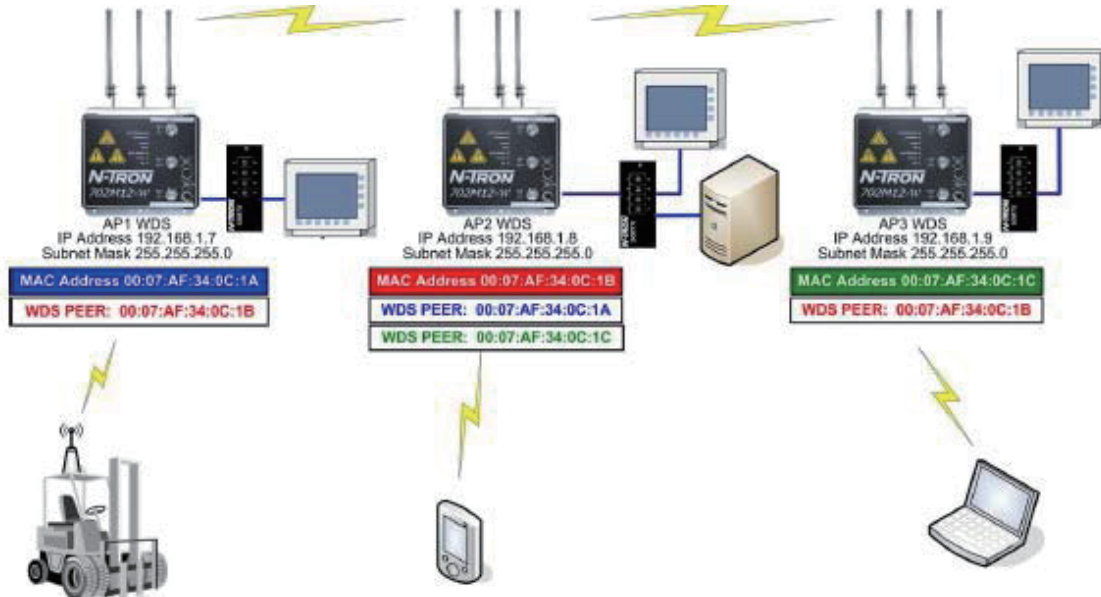 N-TRON
702M12-W
N-TRON
AP1 WDS
IP Address 192.168.1.7
Subnet Mask 255.255.255.0
MAC Address 00:07:AF:34:0C:1A
WDS PEER: 00:07:AF:34:0C:1B
N-TRON
702M12-W
N-TRON
AP2 WDS
IP Address 192.168.1.8
Subnet Mask 255.255.255.0
MAC Address 00:07:AF:34:0C:1B
WDS PEER: 00:07:AF:34:0C:1A
WDS PEER: 00:07:AF:34:0C:1C
N-TRON
702M12-W
N-TRON
AP3 WDS
IP Address 192.168.1.9
Subnet Mask 255.255.255.0
MAC Address 00:07:AF:34:0C:1C
WDS PEER: 00:07:AF:34:0C:1B